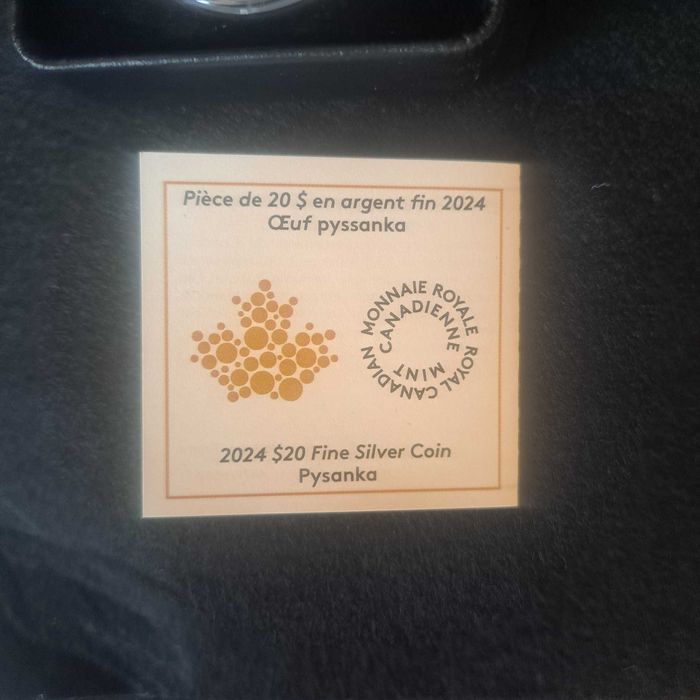 Pièce de 20 $ en argent fin 2024
Œuf pyssanka
MONNAIE ROYALE
CANADIENNE
ROYAL CANADIAN
MINT
2024 $20 Fine Silver Coin
Pysanka